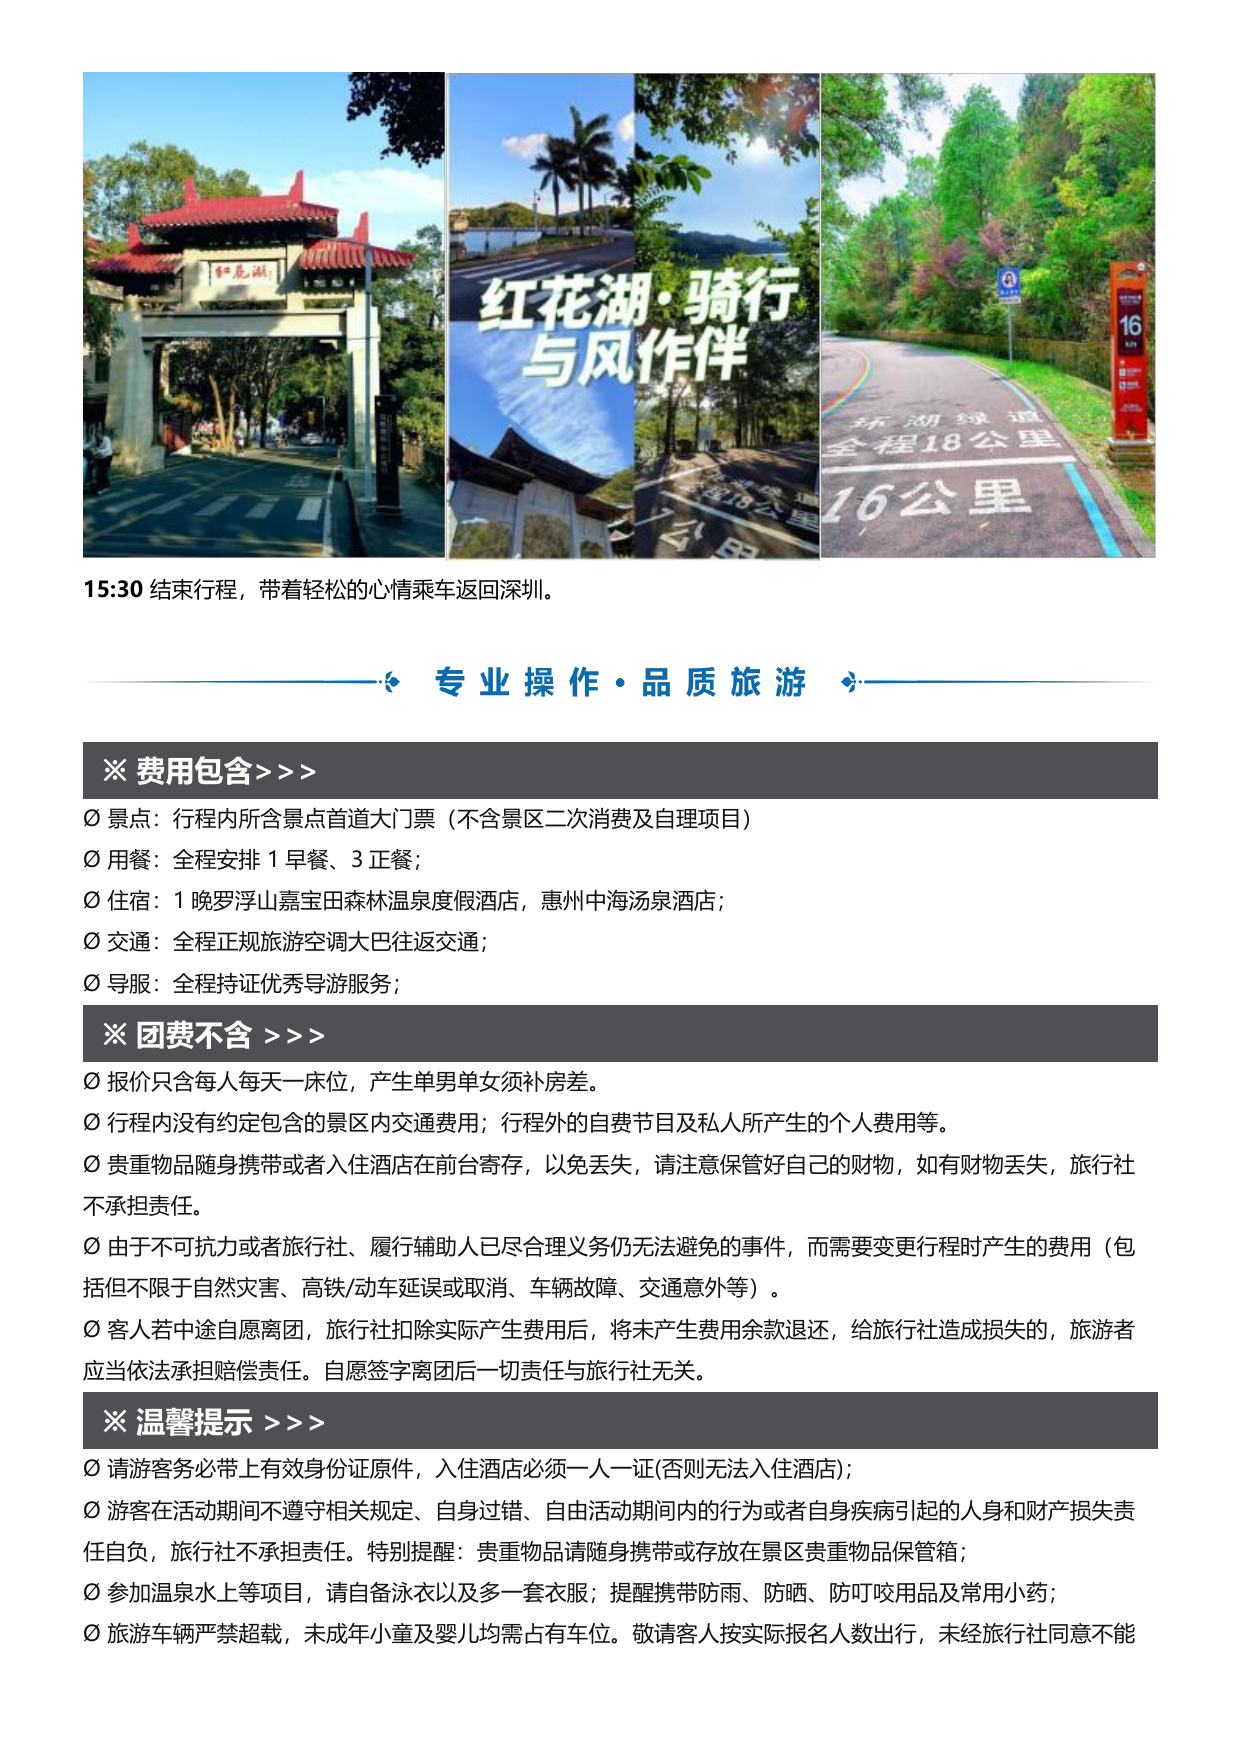 红花湖
红花湖·骑行
与风作伴
环湖绿道
全程18公里
16公里
16
15:30 结束行程，带着轻松的心情乘车返回深圳。
专业操作·品质旅游
※ 费用包含>>>
Ø 景点：行程内所含景点首道大门票（不含景区二次消费及自理项目）
Ø 用餐：全程安排 1 早餐、3 正餐；
Ø 住宿：1 晚罗浮山嘉宝田森林温泉度假酒店，惠州中海汤泉酒店；
Ø 交通：全程正规旅游空调大巴往返交通；
Ø 导服：全程持证优秀导游服务；
※ 团费不含 >>>
Ø 报价只含每人每天一床位，产生单男单女须补房差。
Ø 行程内没有约定包含的景区内交通费用；行程外的自费节目及私人所产生的个人费用等。
Ø 贵重物品随身携带或者入住酒店在前台寄存，以免丢失，请注意保管好自己的财物，如有财物丢失，旅行社
不承担责任。
Ø 由于不可抗力或者旅行社、履行辅助人已尽合理义务仍无法避免的事件，而需要变更行程时产生的费用（包
括但不限于自然灾害、高铁/动车延误或取消、车辆故障、交通意外等）。
Ø 客人若中途自愿离团，旅行社扣除实际产生费用后，将未产生费用余款退还，给旅行社造成损失的，旅游者
应当依法承担赔偿责任。自愿签字离团后一切责任与旅行社无关。
※ 温馨提示 >>>
Ø 请游客务必带上有效身份证原件，入住酒店必须一人一证(否则无法入住酒店)；
Ø 游客在活动期间不遵守相关规定、自身过错、自由活动期间内的行为或者自身疾病引起的人身和财产损失责
任自负，旅行社不承担责任。特别提醒：贵重物品请随身携带或存放在景区贵重物品保管箱；
Ø 参加温泉水上等项目，请自备泳衣以及多一套衣服；提醒携带防雨、防晒、防叮咬用品及常用小药；
Ø 旅游车辆严禁超载，未成年小童及婴儿均需占有车位。敬请客人按实际报名人数出行，未经旅行社同意不能